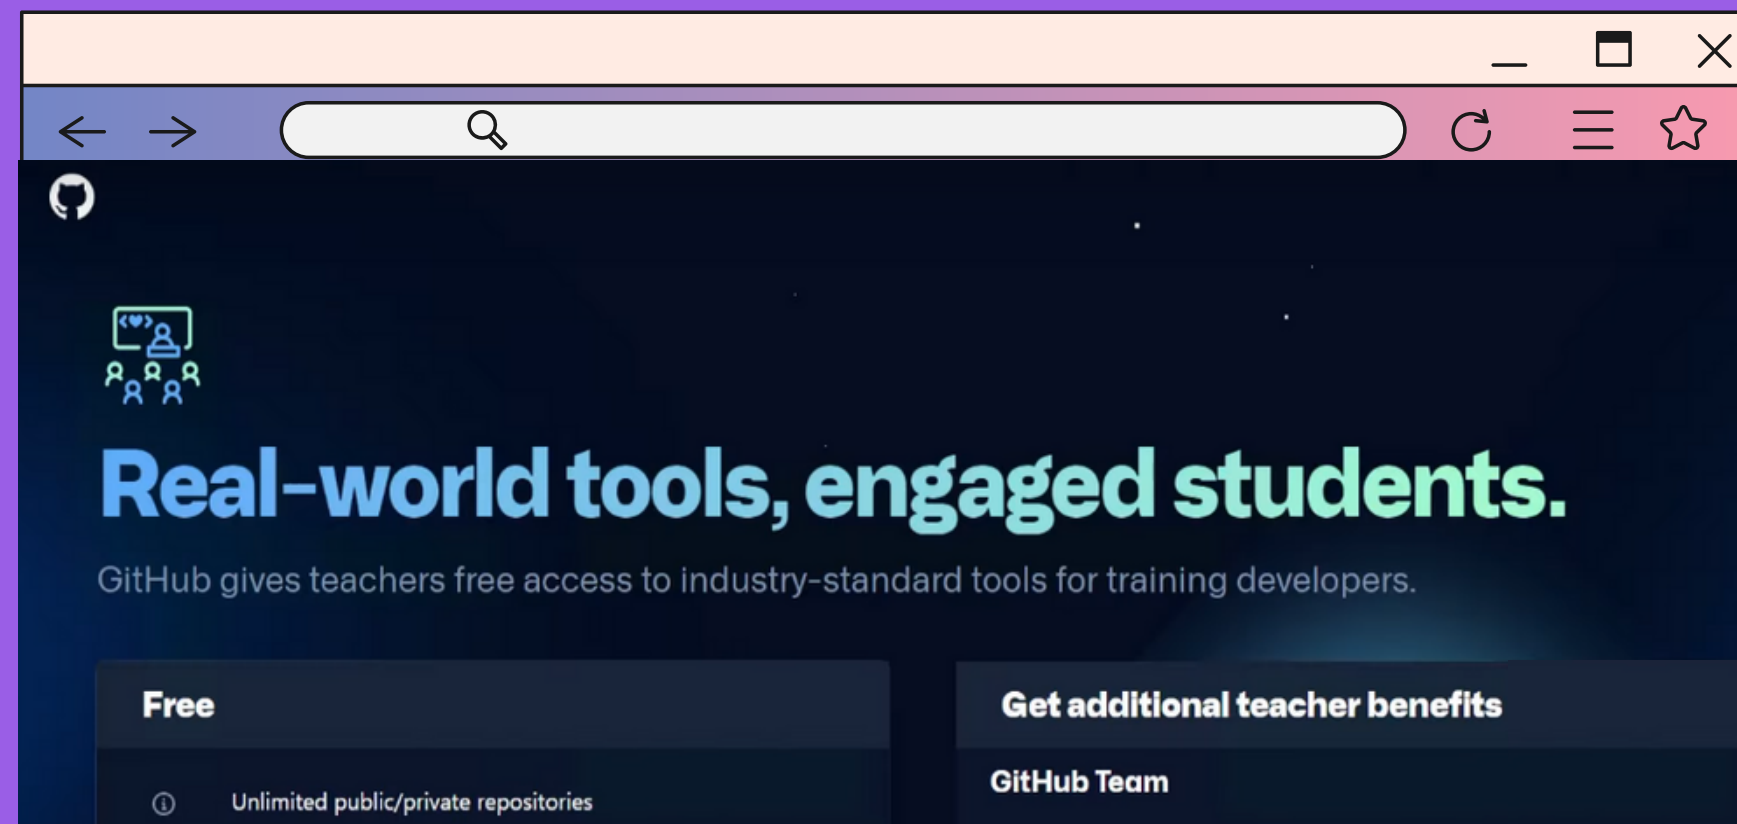 Real-world tools, engaged students.
GitHub gives teachers free access to industry-standard tools for training developers.
Free
Get additional teacher benefits
GitHub Team
Unlimited public/private repositories